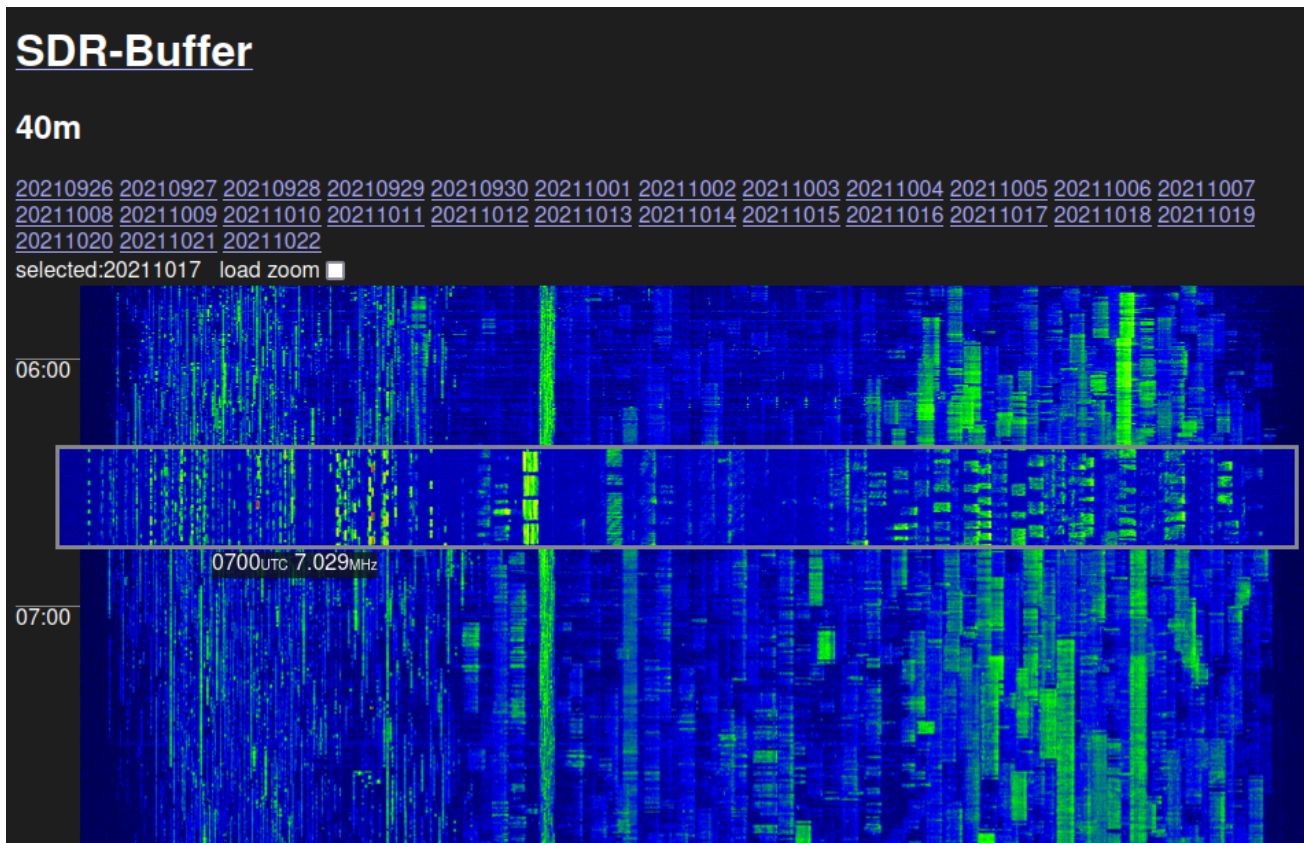 SDR-Buffer
40m
20210926 20210927 20210928 20210929 20210930 20211001 20211002 20211003 20211004 20211005 20211006 20211007
20211008 20211009 20211010 20211011 20211012 20211013 20211014 20211015 20211016 20211017 20211018 20211019
20211020 20211021 20211022
selected:20211017 load zoom
06:00
0700UTC 7.029MHz
07:00